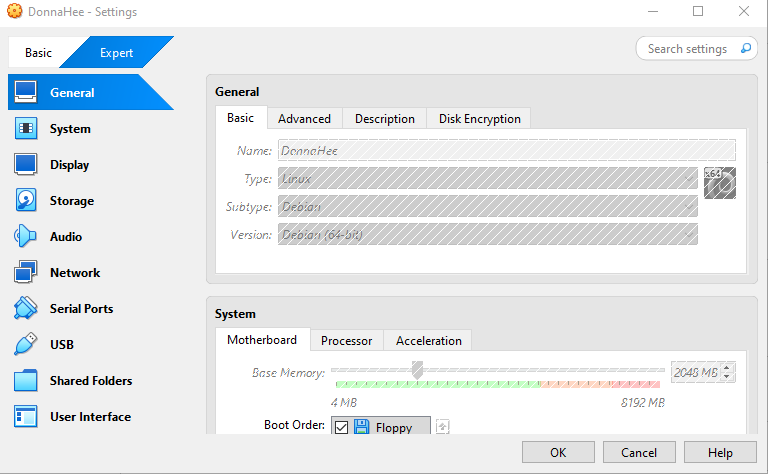 DonnaHee - Settings
Basic
Expert
Search settings
General
System
Display
Storage
Audio
Network
Serial Ports
USB
Shared Folders
User Interface
General
Basic
Advanced
Description
Disk Encryption
Name:
DonnaHee
Type:
Linux
x64
Subtype:
Debian
Version:
Debian (64-bit)
System
Motherboard
Processor
Acceleration
Base Memory:
2048 MB
4 MB
8192 MB
Boot Order:
Floppy
OK
Cancel
Help